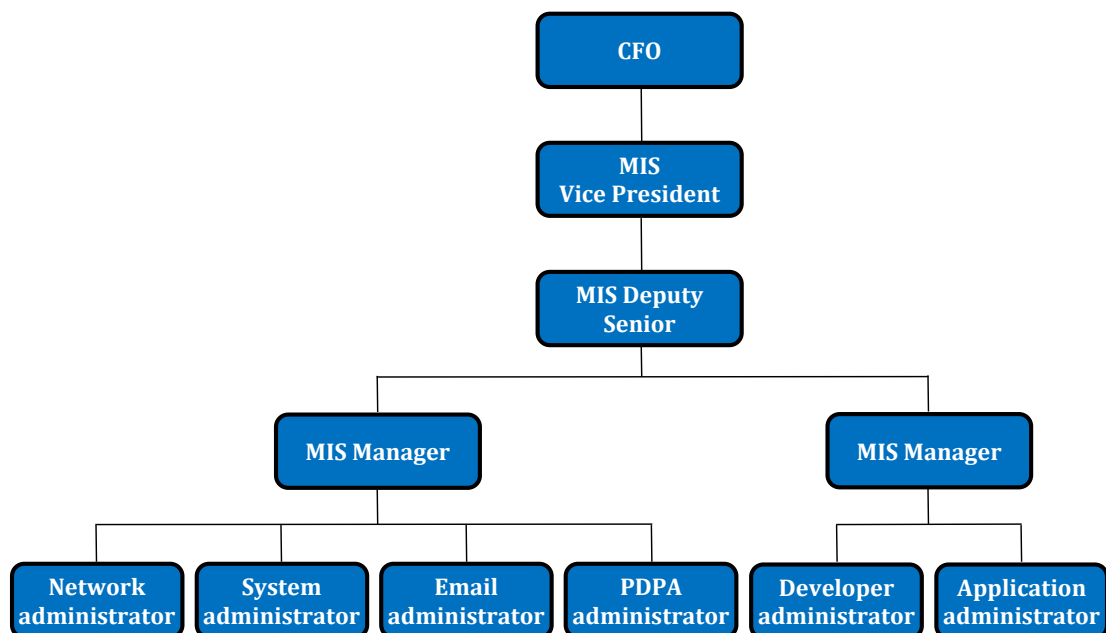 CFO
MIS
Vice President
MIS Deputy
Senior
MIS Manager
MIS Manager
Network
administrator
System
administrator
Email
administrator
PDPA
administrator
Developer
administrator
Application
administrator